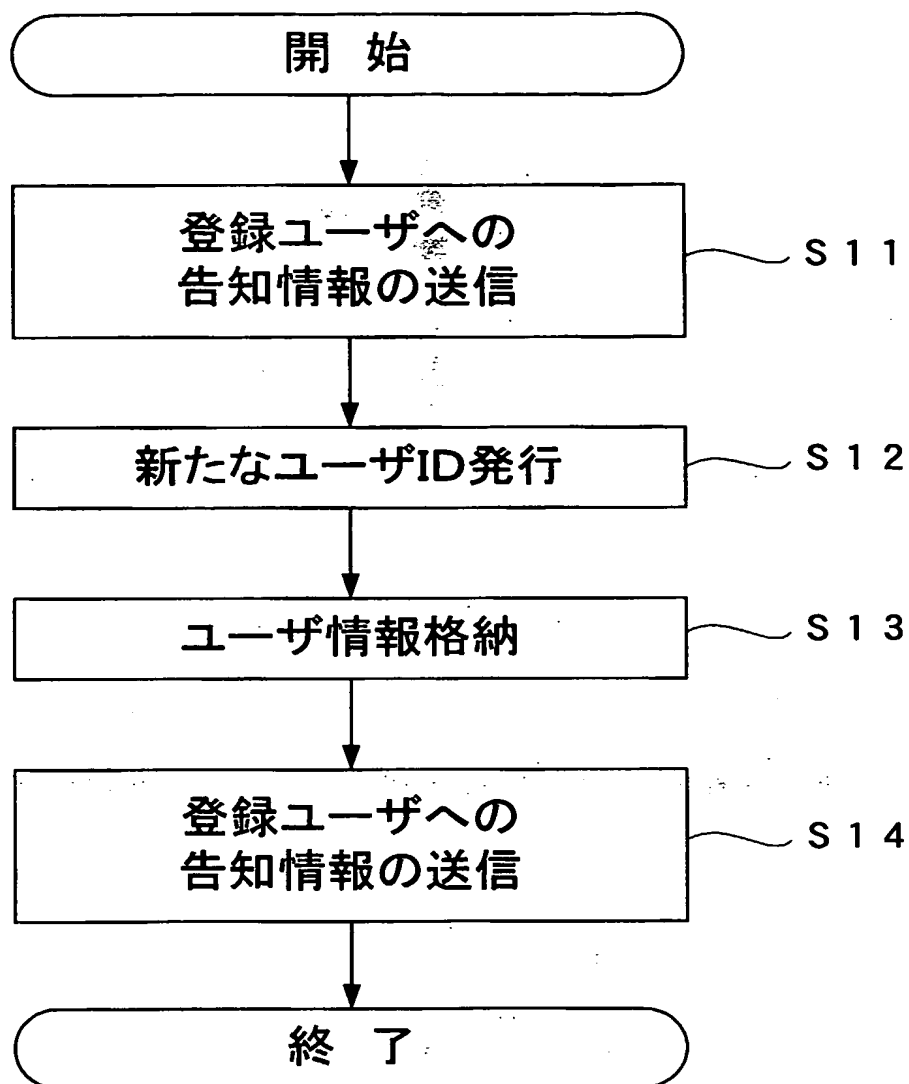 開 始
登録ユーザへの
告知情報の送信
S 1 1
新たなユーザID発行
S 1 2
ユーザ情報格納
S 1 3
登録ユーザへの
告知情報の送信
S 1 4
終 了